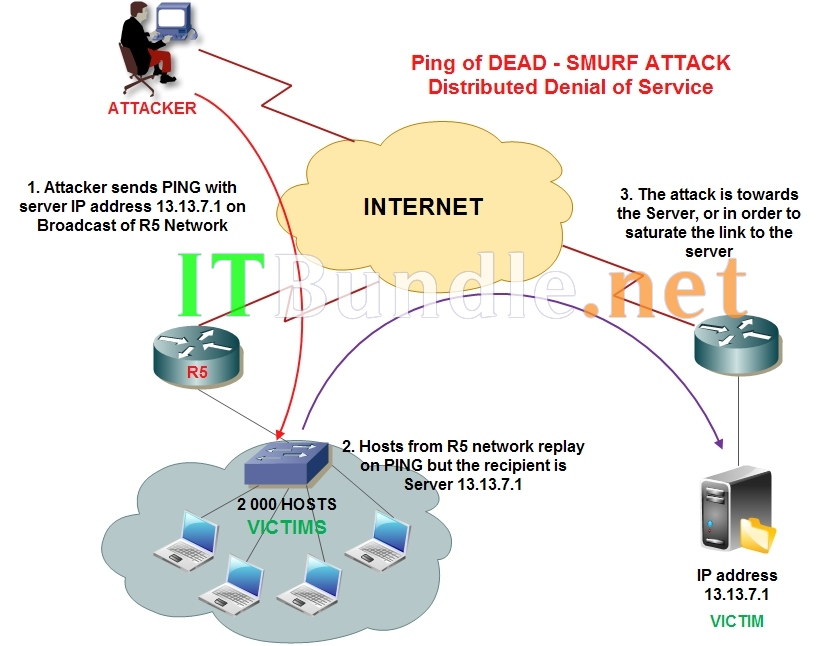 Ping of DEAD - SMURF ATTACK
Distributed Denial of Service
ATTACKER
1. Attacker sends PING with
server IP address 13.13.7.1 on
Broadcast of R5 Network
INTERNET
3. The attack is towards
the Server, or in order to
saturate the link to the
server
ITBundle.net
R5
2. Hosts from R5 network replay
on PING but the recipient is
Server 13.13.7.1
2 000 HOSTS
VICTIMS
IP address
13.13.7.1
VICTIM